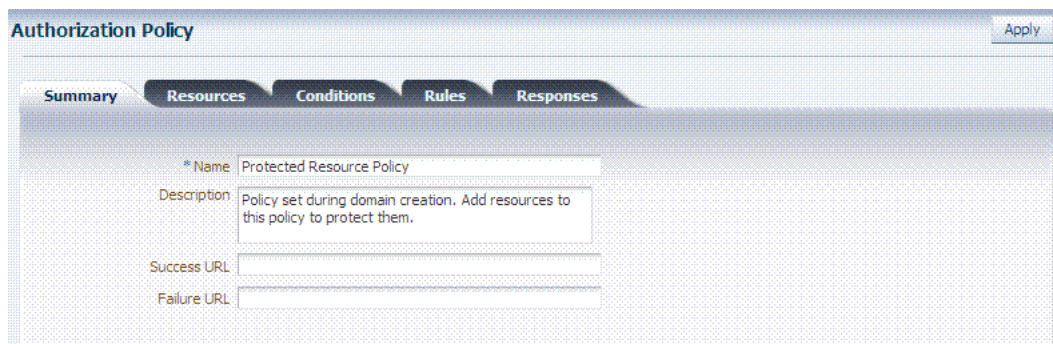 Authorization Policy
Apply
Summary Resources Conditions Rules Responses
* Name Protected Resource Policy
Description Policy set during domain creation. Add resources to
this policy to protect them.
Success URL
Failure URL